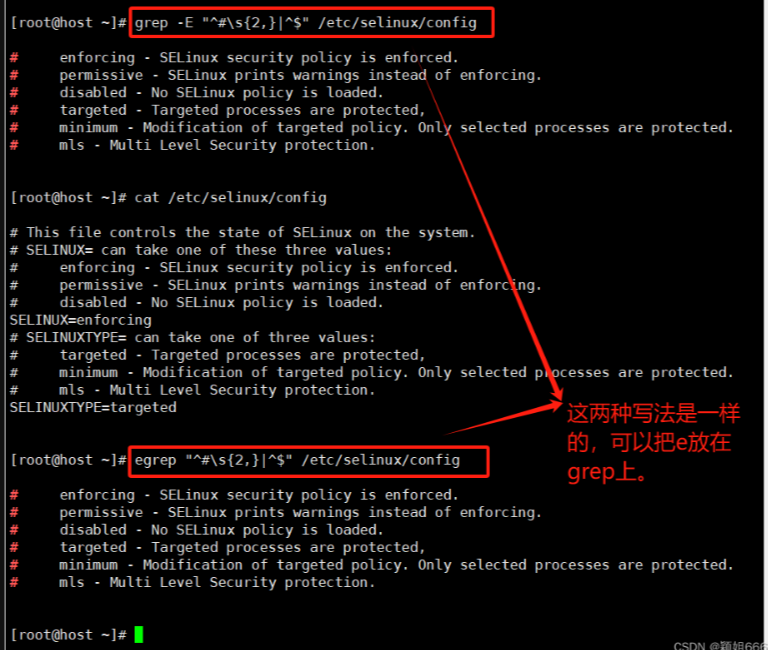 [root@host ~]# grep -E "^#\s{2,}|^$" /etc/selinux/config
#     enforcing - SELinux security policy is enforced.
#     permissive - SELinux prints warnings instead of enforcing.
#     disabled - No SELinux policy is loaded.
#     targeted - Targeted processes are protected,
#     minimum - Modification of targeted policy. Only selected processes are protected.
#     mls - Multi Level Security protection.
[root@host ~]# cat /etc/selinux/config
# This file controls the state of SELinux on the system.
# SELINUX= can take one of these three values:
#     enforcing - SELinux security policy is enforced.
#     permissive - SELinux prints warnings instead of enforcing.
#     disabled - No SELinux policy is loaded.
SELINUX=enforcing
# SELINUXTYPE= can take one of three values:
#     targeted - Targeted processes are protected,
#     minimum - Modification of targeted policy. Only selected processes are protected.
#     mls - Multi Level Security protection.
SELINUXTYPE=targeted
这两种写法是一样
的，可以把e放在
grep上。
[root@host ~]# egrep "^#\s{2,}|^$" /etc/selinux/config
#     enforcing - SELinux security policy is enforced.
#     permissive - SELinux prints warnings instead of enforcing.
#     disabled - No SELinux policy is loaded.
#     targeted - Targeted processes are protected,
#     minimum - Modification of targeted policy. Only selected processes are protected.
#     mls - Multi Level Security protection.
[root@host ~]#
CSDN @颖姐666